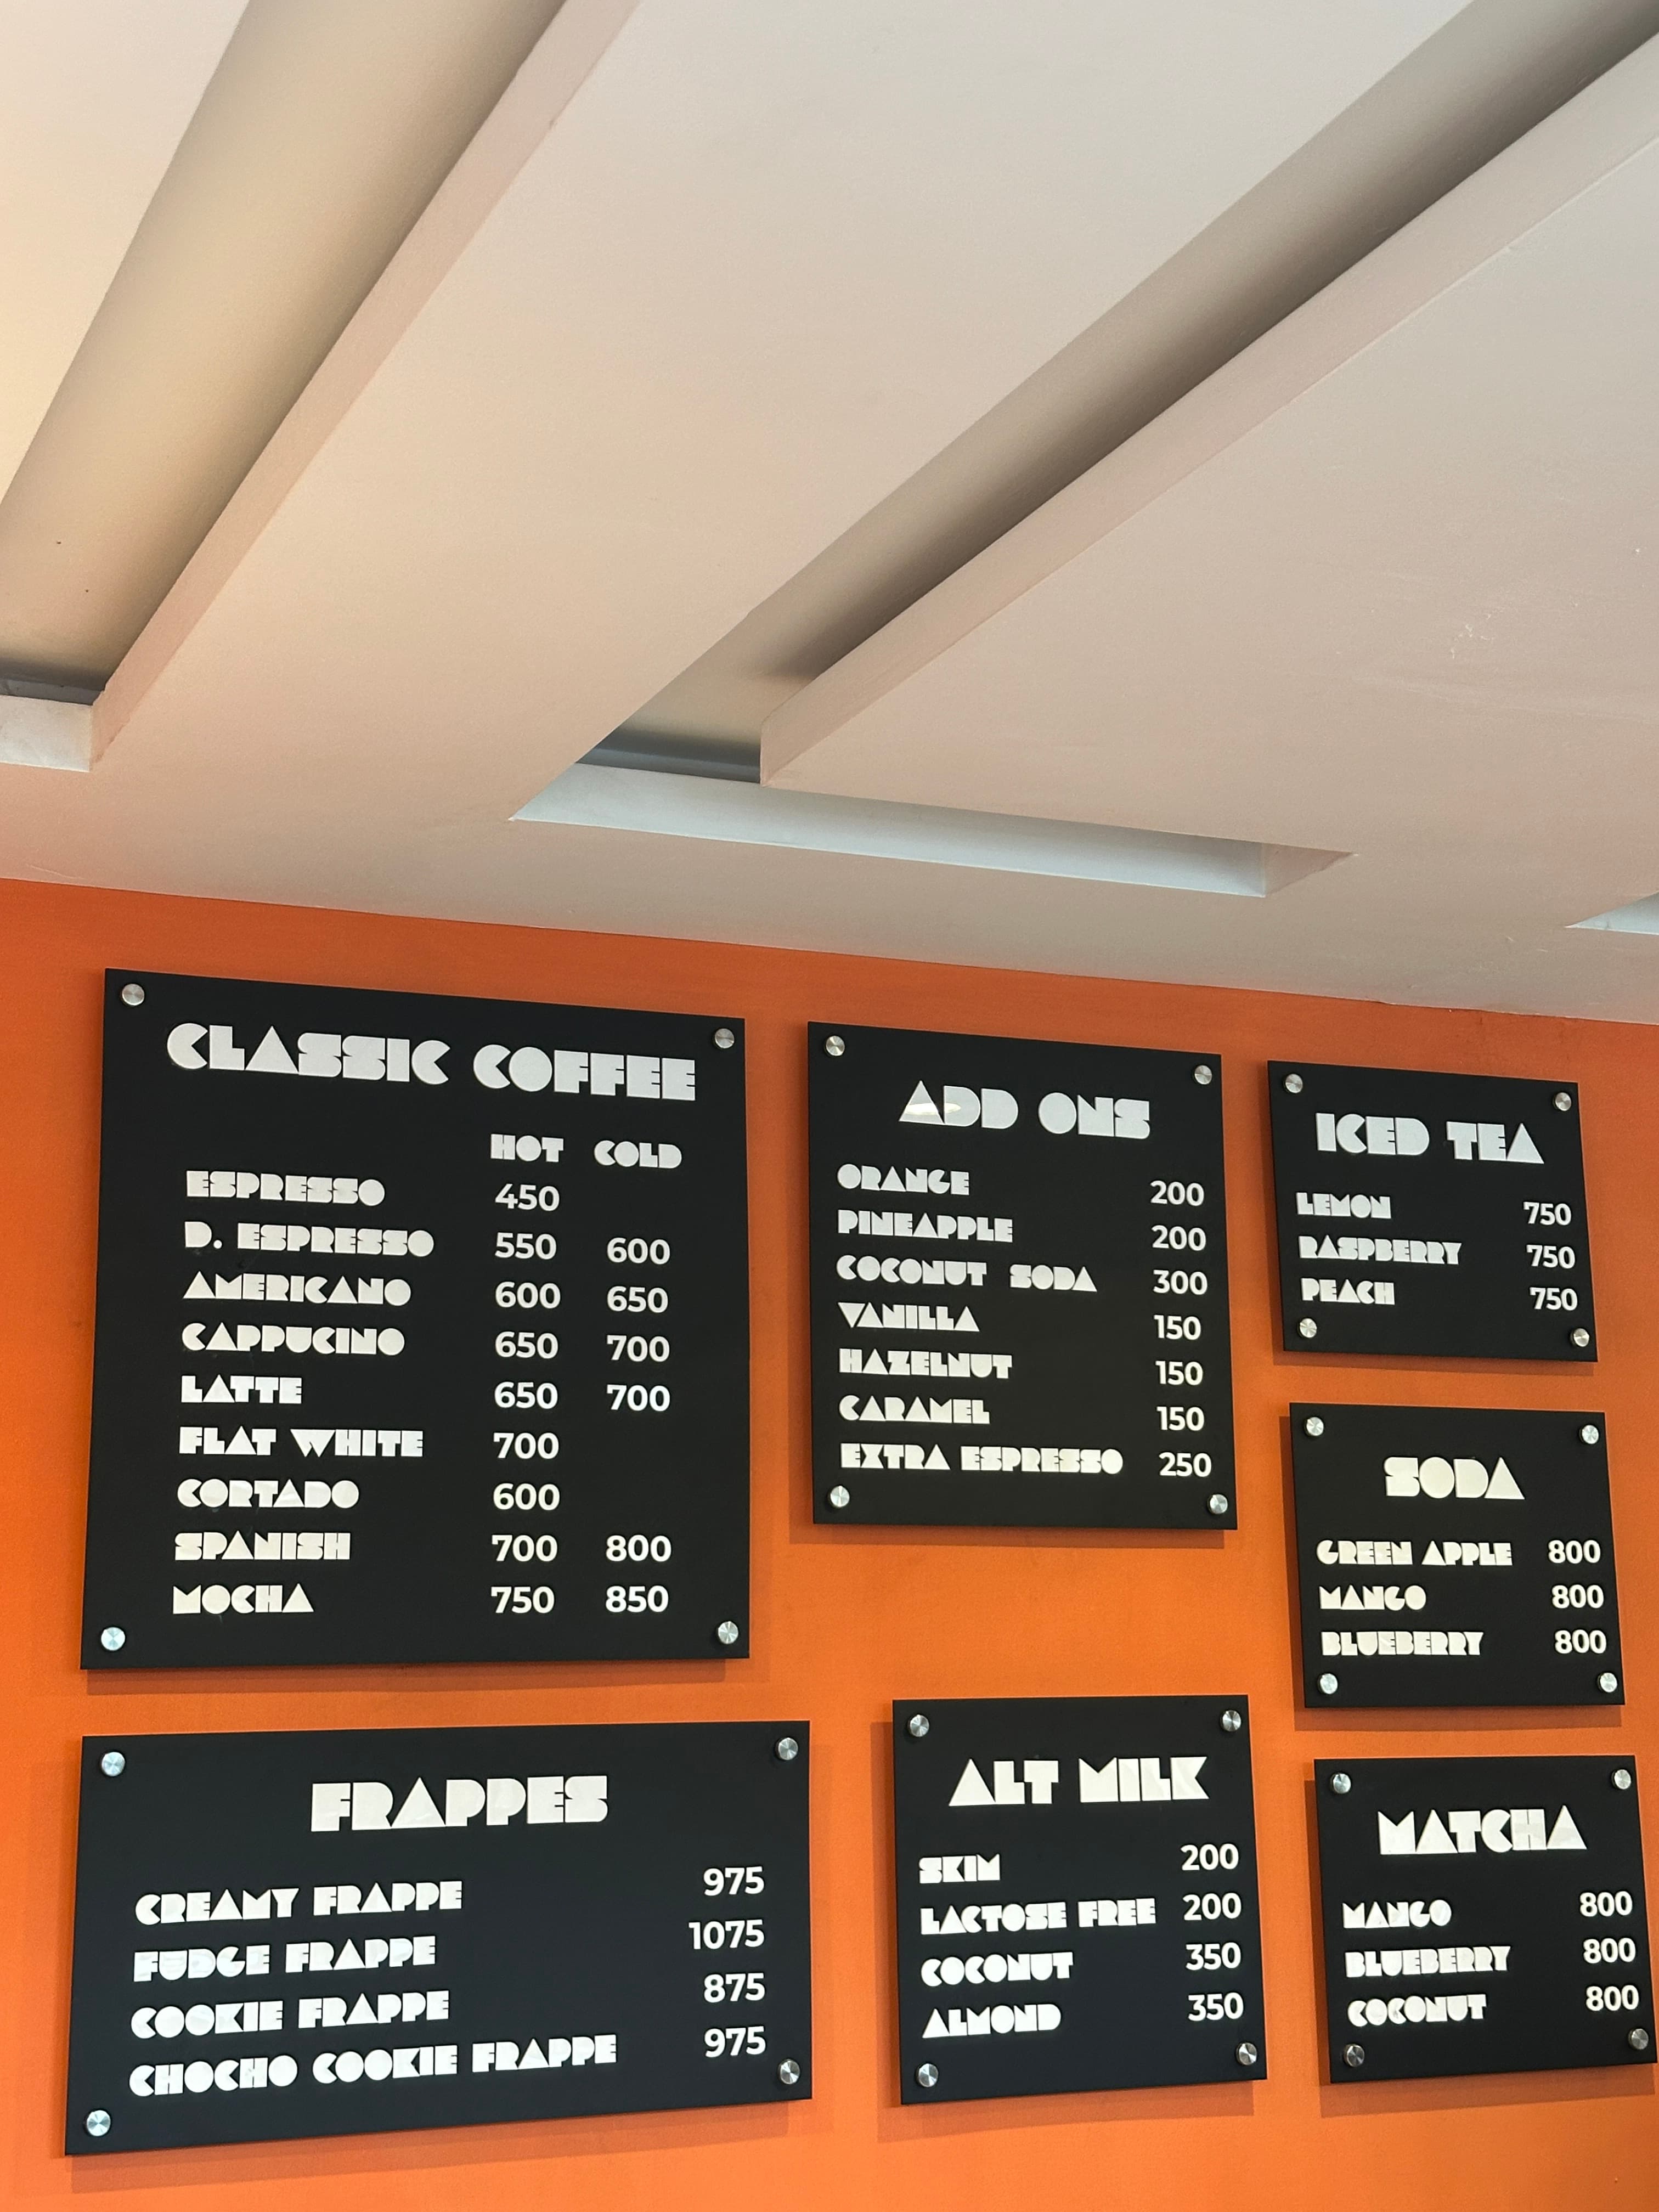 CLASSIC COFFEE
HOT COLD
ESPRESSO 450
D. ESPRESSO 550 600
AMERICANO 600 650
CAPPUCINO 650 700
LATTE 650 700
FLAT WHITE 700
CORTADO 600
SPANISH 700 800
MOCHA 750 850
ADD ONS
ORANGE 200
PINEAPPLE 200
COCONUT SODA 300
VANILLA 150
HAZELNUT 150
CARAMEL 150
EXTRA ESPRESSO 250
ICED TEA
LEMON 750
RASPBERRY 750
PEACH 750
SODA
GREEN APPLE 800
MANGO 800
BLUEBERRY 800
FRAPPES
CREAMY FRAPPE 975
FUDGE FRAPPE 1075
COOKIE FRAPPE 875
CHOCHO COOKIE FRAPPE 975
ALT MILK
SKIM 200
LACTOSE FREE 200
COCONUT 350
ALMOND 350
MATCHA
MANGO 800
BLUEBERRY 800
COCONUT 800